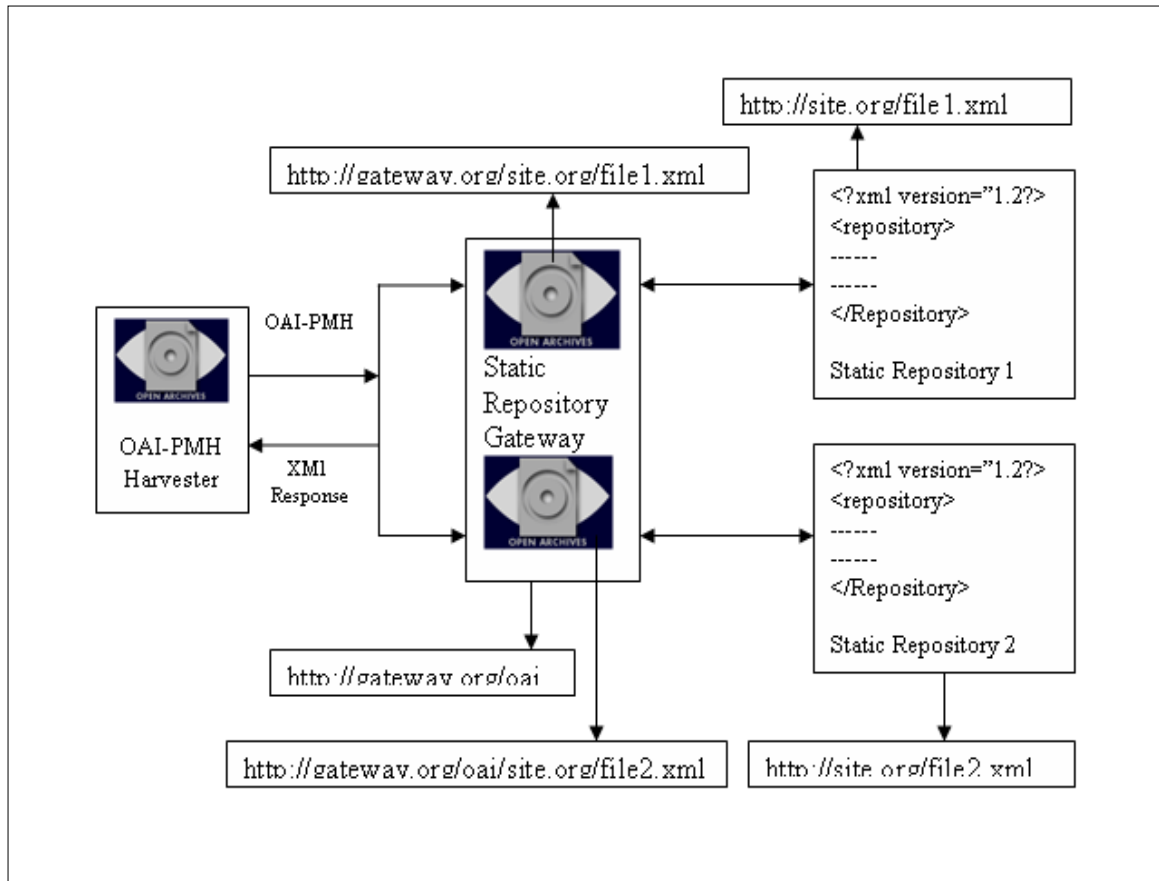 http://site.org/file1.xml
http://gateway.org/site.org/file1.xml
<?xml version=”1.2?>
<repository>
------
------
</Repository>
Static Repository 1
OPEN ARCHIVES
Static
Repository
Gateway
OPEN ARCHIVES
OAI-PMH
OPEN ARCHIVES
OAI-PMH
Harvester
XMl
Response
<?xml version=”1.2?>
<repository>
------
------
</Repository>
Static Repository 2
http://gateway.org/oai
http://gateway.org/oai/site.org/file2.xml
http://site.org/file2.xml